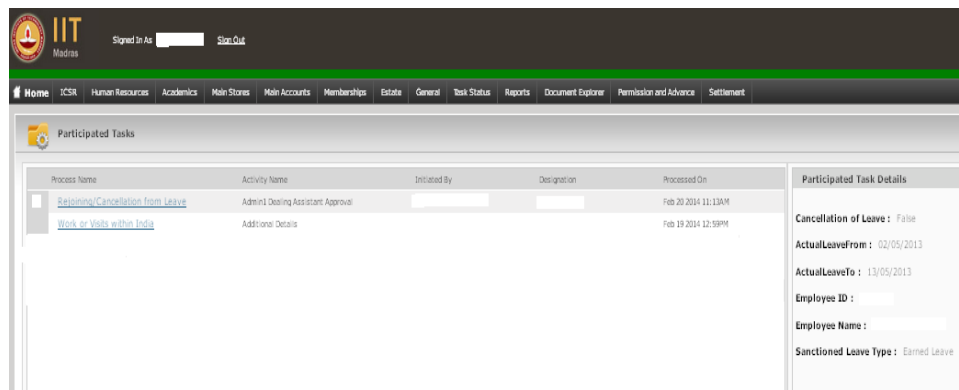 IIT
Madras
Signed In As Sign Out
Home ICSR Human Resources Academics Main Stores Main Accounts Memberships Estate General Task Status Reports Document Explorer Permission and Advance Settlement
Participated Tasks
Process Name Activity Name Initiated By Designation Processed On
Rejoining/Cancellation from Leave Admin1 Dealing Assistant Approval Feb 20 2014 11:13AM
Work or Visits within India Additional Details Feb 19 2014 12:59PM
Participated Task Details
Cancellation of Leave : False
ActualLeaveFrom : 02/05/2013
ActualLeaveTo : 13/05/2013
Employee ID :
Employee Name :
Sanctioned Leave Type : Earned Leave